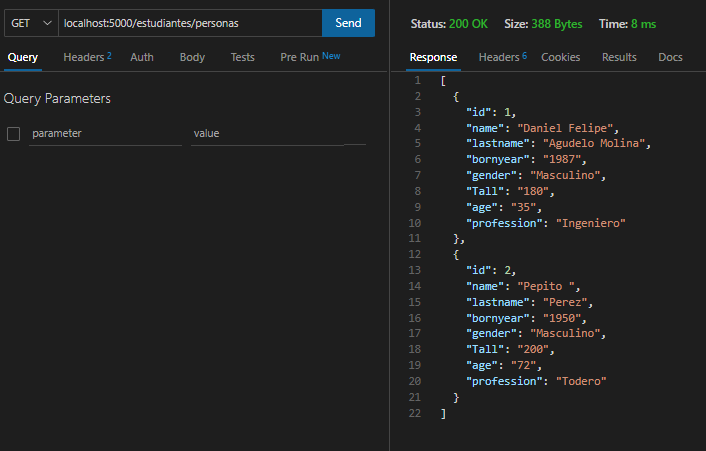 GET localhost:5000/estudiantes/personas Send
Query Headers 2 Auth Body Tests Pre Run New
Query Parameters
parameter value
Status: 200 OK Size: 388 Bytes Time: 8 ms
Response Headers 6 Cookies Results Docs
1 [
2 {
3 "id": 1,
4 "name": "Daniel Felipe",
5 "lastname": "Agudelo Molina",
6 "bornyear": "1987",
7 "gender": "Masculino",
8 "Tall": "180",
9 "age": "35",
10 "profession": "Ingeniero"
11 },
12 {
13 "id": 2,
14 "name": "Pepito ",
15 "lastname": "Perez",
16 "bornyear": "1950",
17 "gender": "Masculino",
18 "Tall": "200",
19 "age": "72",
20 "profession": "Todero"
21 }
22 ]